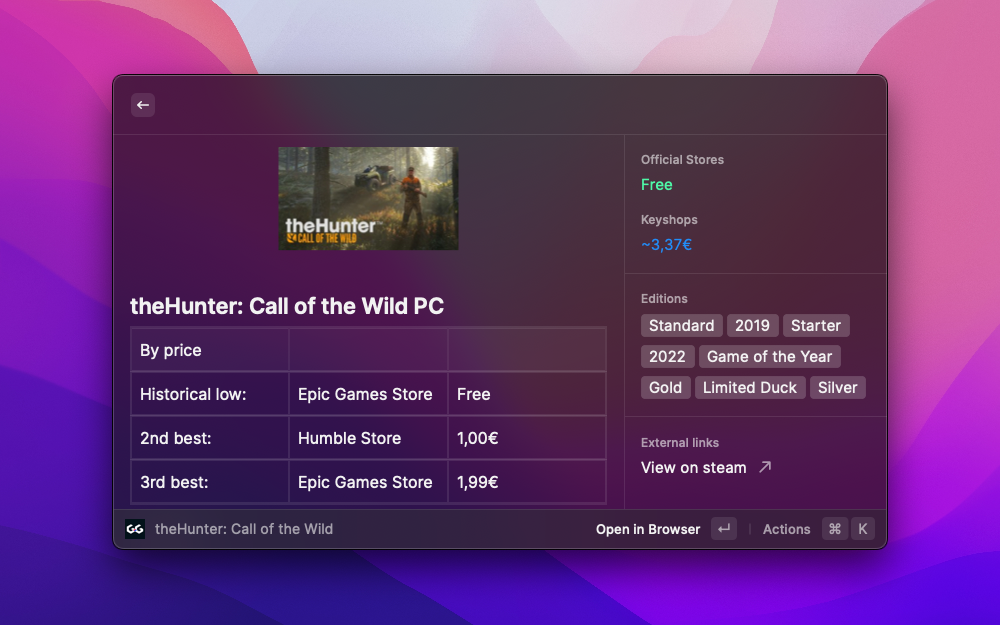 theHunter
CALL OF THE WILD
theHunter: Call of the Wild PC
By price
Historical low: Epic Games Store Free
2nd best: Humble Store 1,00€
3rd best: Epic Games Store 1,99€
Official Stores
Free
Keyshops
~3,37€
Editions
Standard 2019 Starter
2022 Game of the Year
Gold Limited Duck Silver
External links
View on steam
GG theHunter: Call of the Wild
Open in Browser ↵ Actions ⌘ K